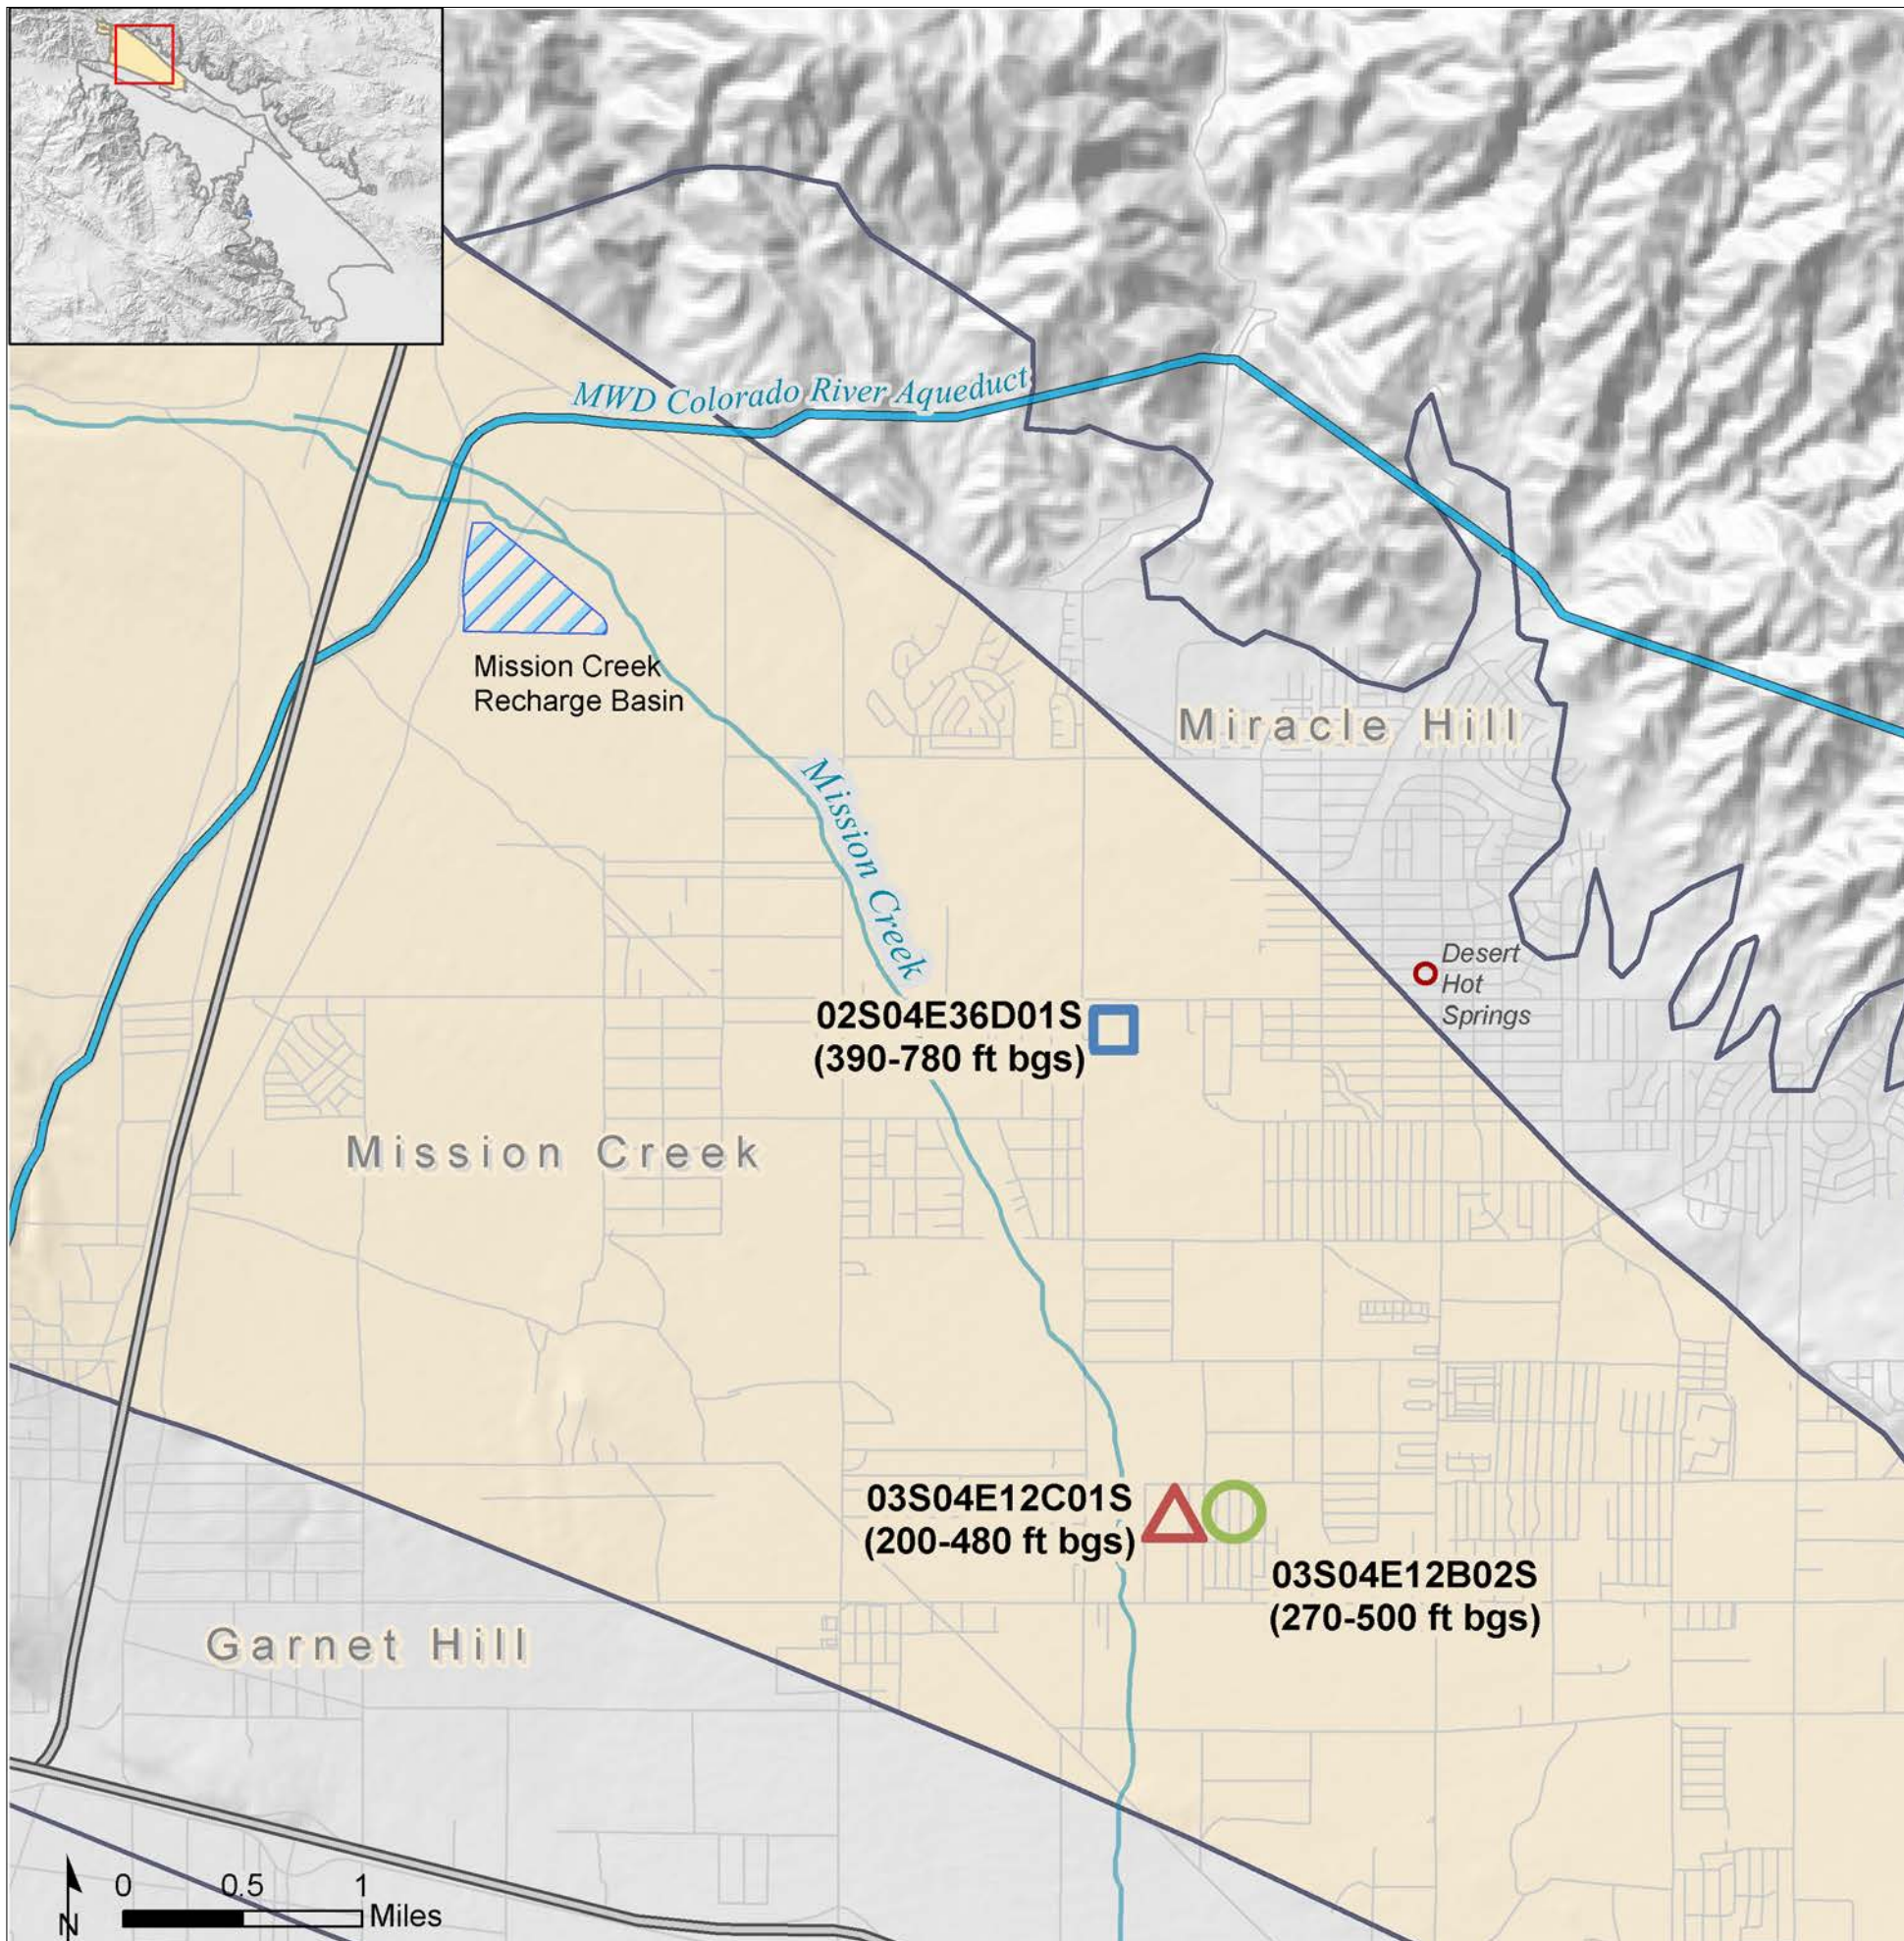 MWD Colorado River Aqueduct
Mission Creek
Recharge Basin
Miracle Hill
Mission Creek
Desert
Hot
Springs
02S04E36D01S
(390-780 ft bgs)
Mission Creek
03S04E12C01S
(200-480 ft bgs)
03S04E12B02S
(270-500 ft bgs)
Garnet Hill
0 0.5 1
Miles
N